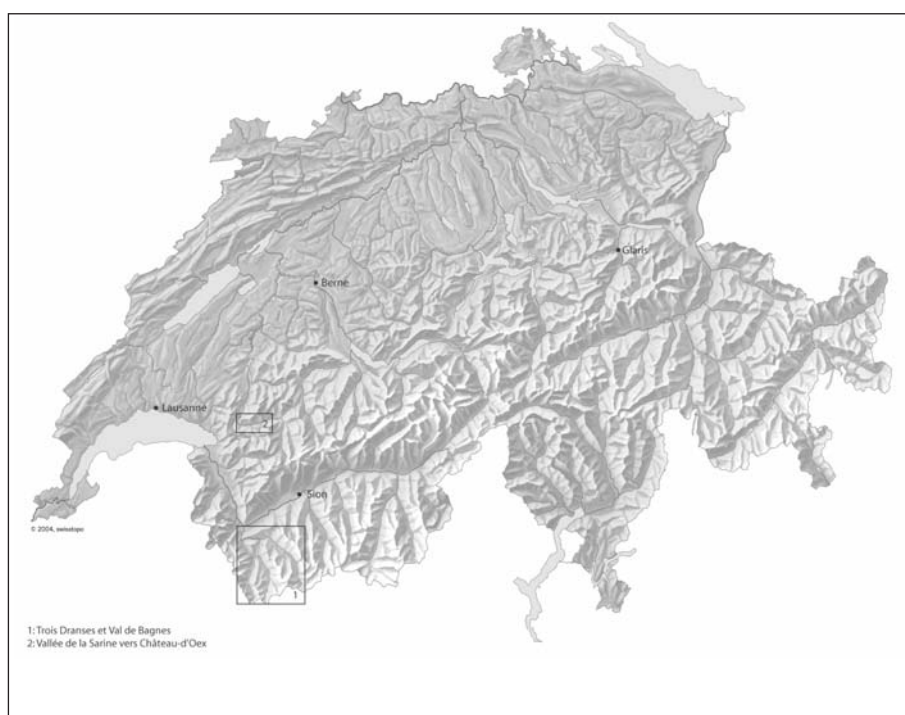 Glaris
Berne
Lausanne
2
Sion
© 2004, swisstopo
1
1: Trois Dranses et Val de Bagnes
2: Vallée de la Sarine vers Château-d'Oex